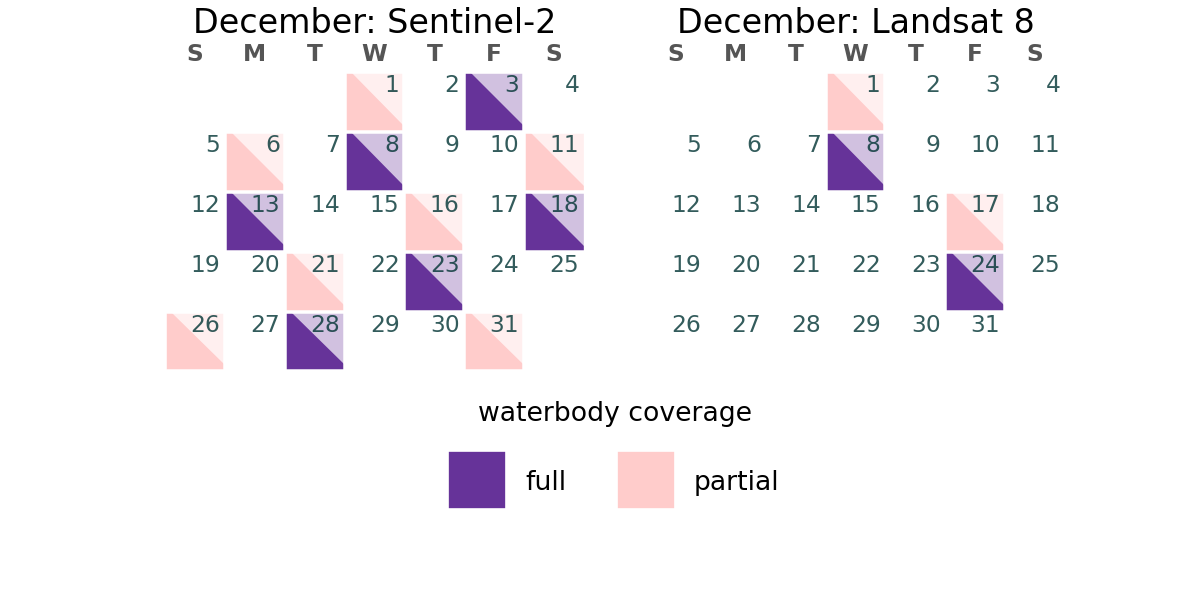 December: Sentinel-2
S M T W T F S
1 2 3 4
5 6 7 8 9 10 11
12 13 14 15 16 17 18
19 20 21 22 23 24 25
26 27 28 29 30 31
December: Landsat 8
S M T W T F S
1 2 3 4
5 6 7 8 9 10 11
12 13 14 15 16 17 18
19 20 21 22 23 24 25
26 27 28 29 30 31
waterbody coverage
full partial